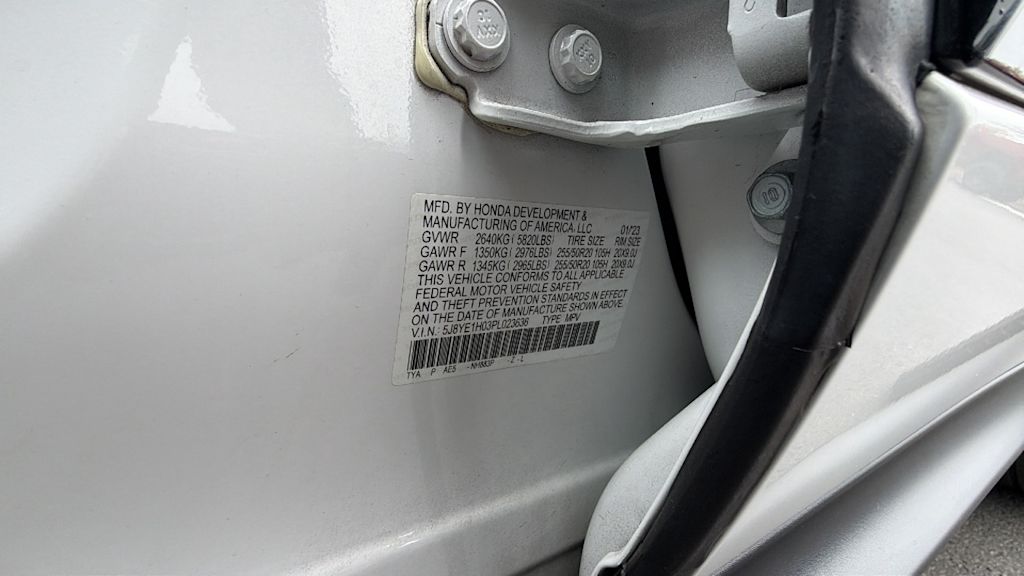 MFD. BY HONDA DEVELOPMENT &
MANUFACTURING OF AMERICA, LLC 01/23
GVWR 2640KG( 5820LBS) TIRE SIZE RIM SIZE
GAWR F 1350KG( 2976LBS) 255/50R20 105H 20X9.0J
GAWR R 1345KG( 2965LBS) 255/50R20 105H 20X9.0J
THIS VEHICLE CONFORMS TO ALL APPLICABLE
FEDERAL MOTOR VEHICLE SAFETY
AND THEFT PREVENTION STANDARDS IN EFFECT
ON THE DATE OF MANUFACTURE SHOWN ABOVE.
V.I.N.: 5J8YE1H03PL023636 TYPE: MPV
TYA P AE5 -NH883P -2-L